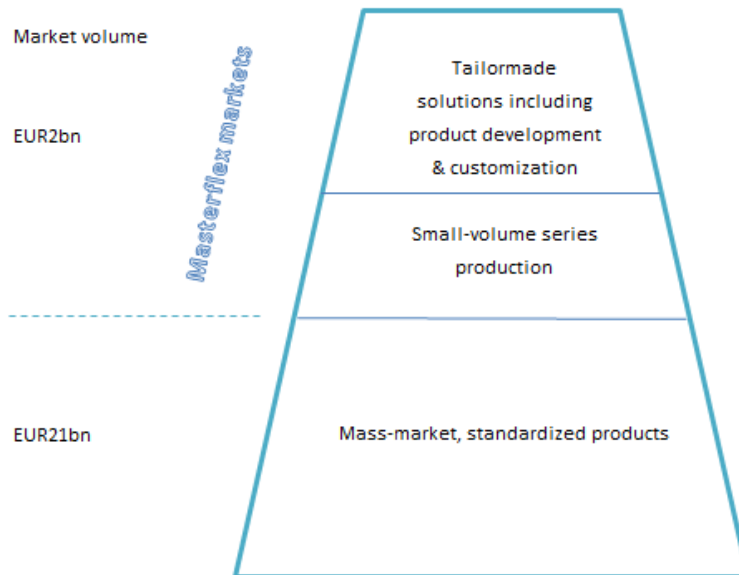 Market volume
Masterflex markets
EUR2bn
Tailormade
solutions including
product development
& customization
Small-volume series
production
EUR21bn
Mass-market, standardized products